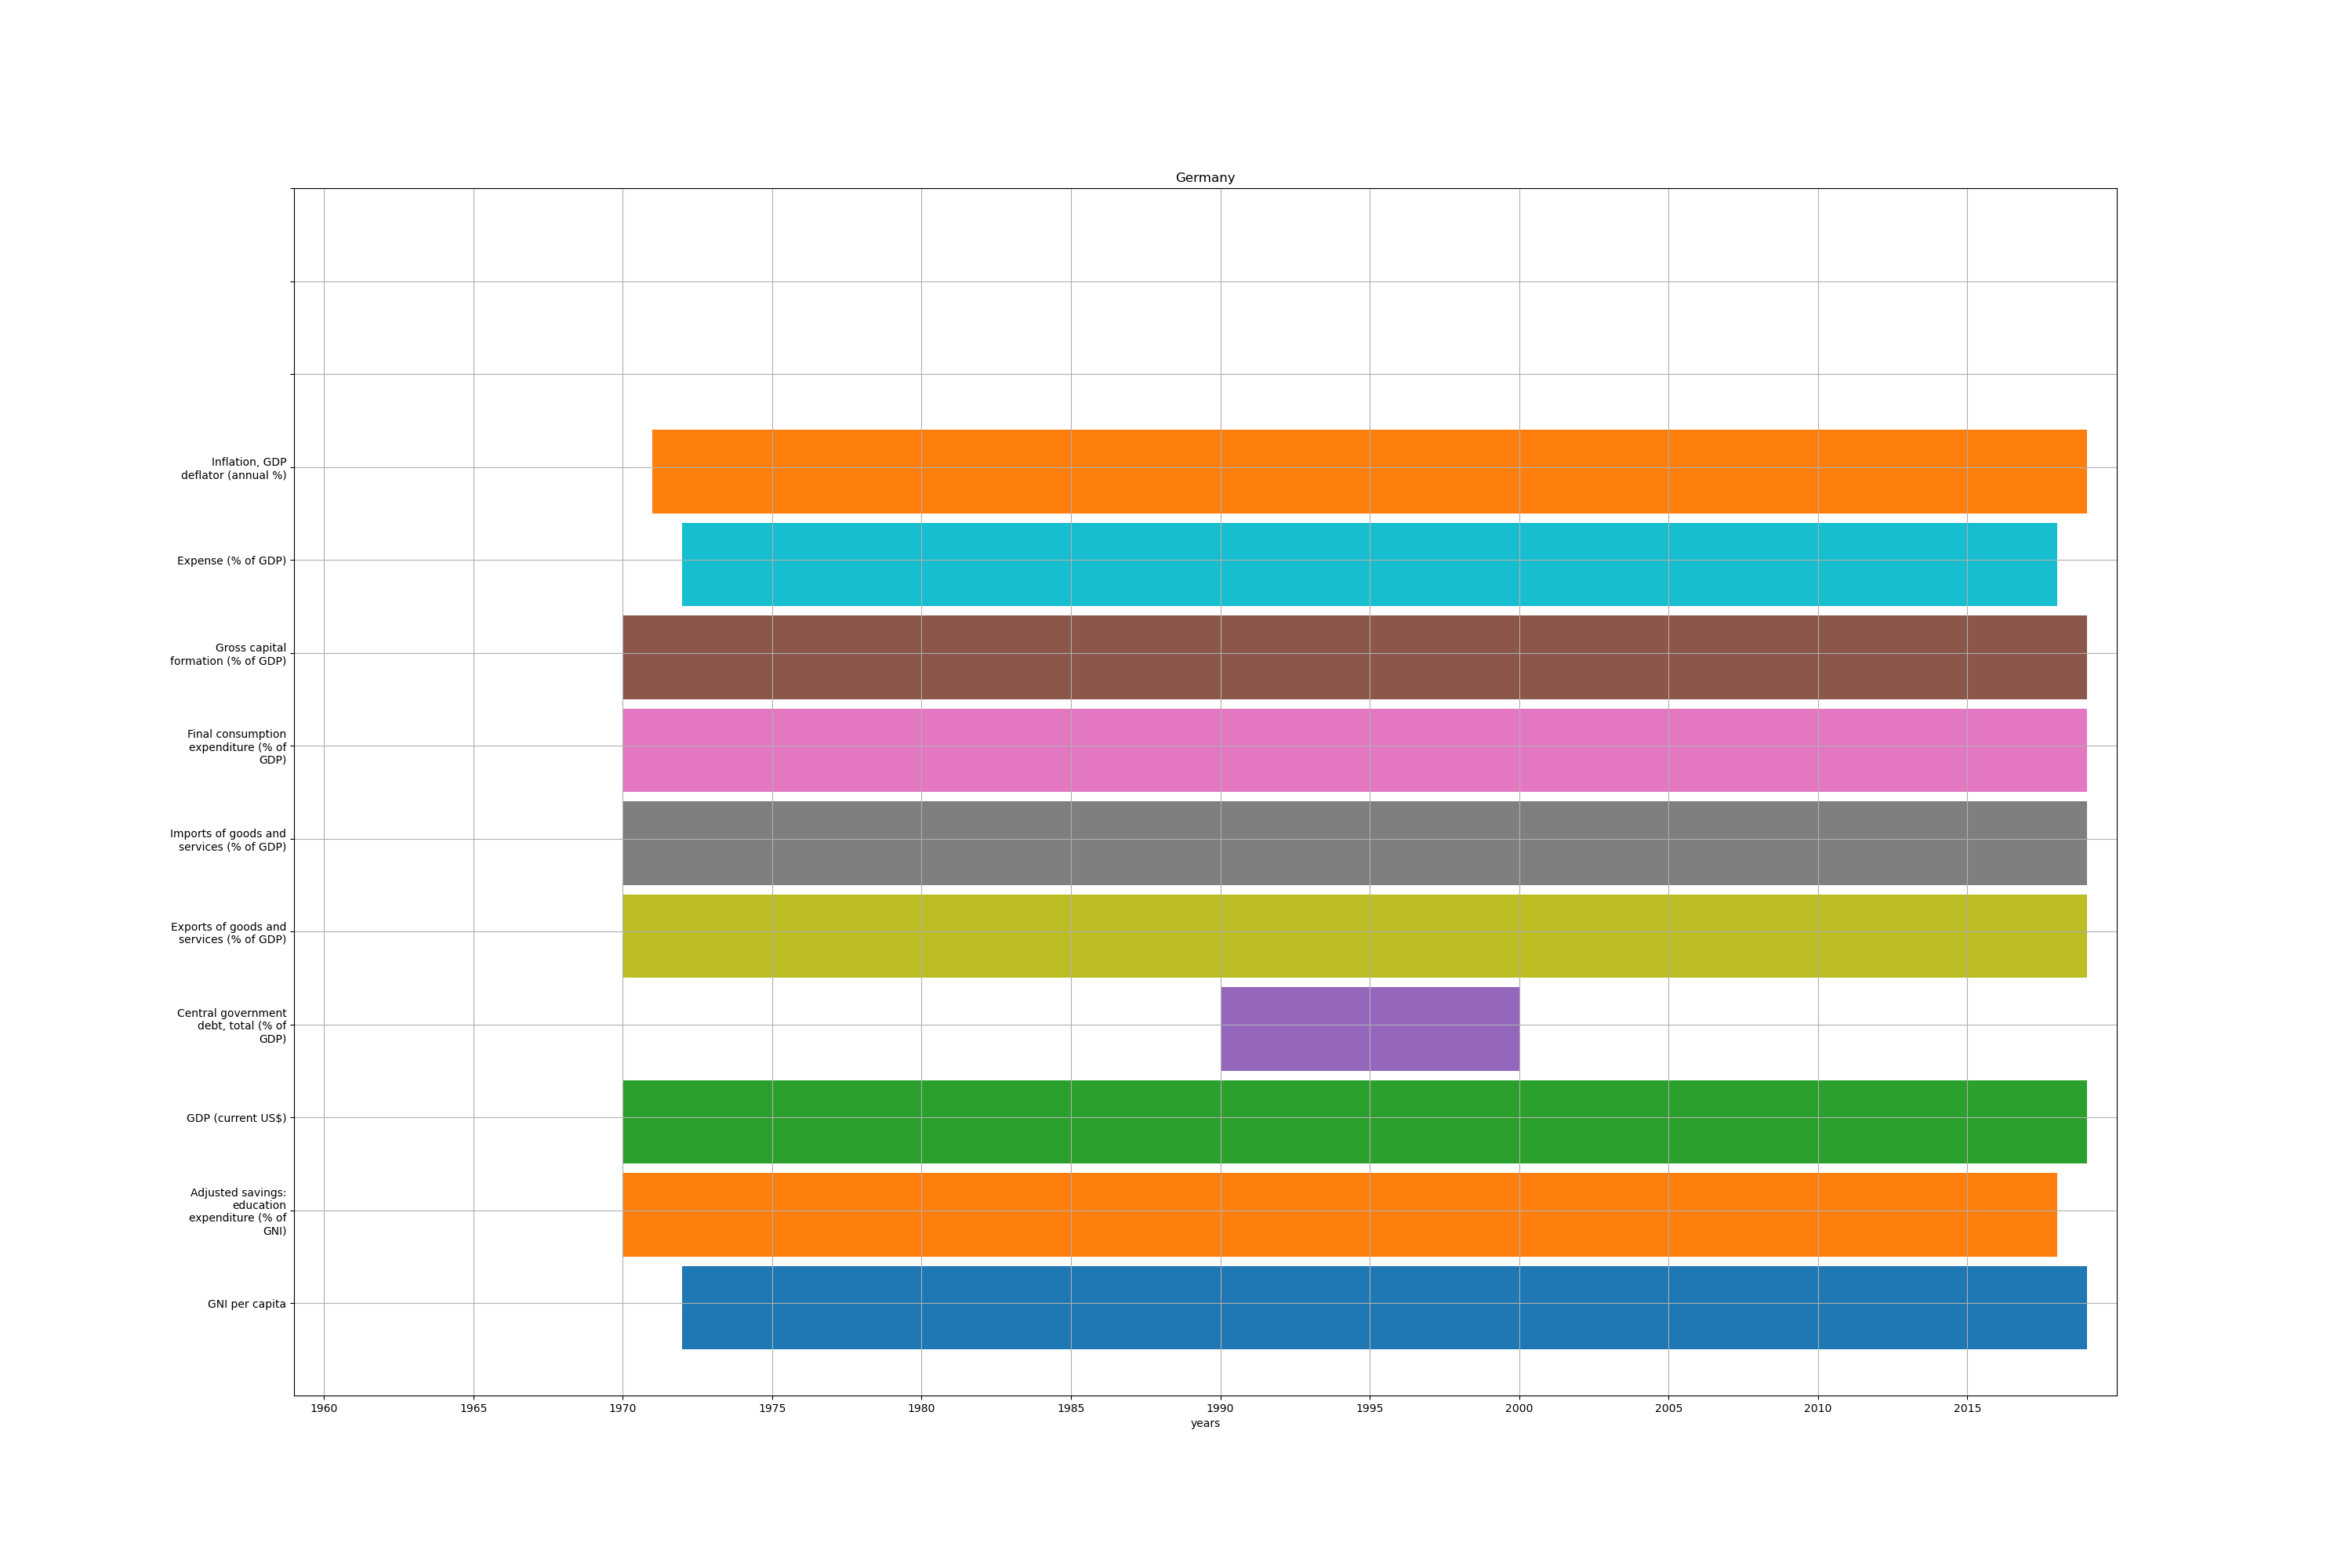 Germany
Inflation, GDP
deflator (annual %)
Expense (% of GDP)
Gross capital
formation (% of GDP)
Final consumption
expenditure (% of
GDP)
Imports of goods and
services (% of GDP)
Exports of goods and
services (% of GDP)
Central government
debt, total (% of
GDP)
GDP (current US$)
Adjusted savings:
education
expenditure (% of
GNI)
GNI per capita
1960 1965 1970 1975 1980 1985 1990 1995 2000 2005 2010 2015
years